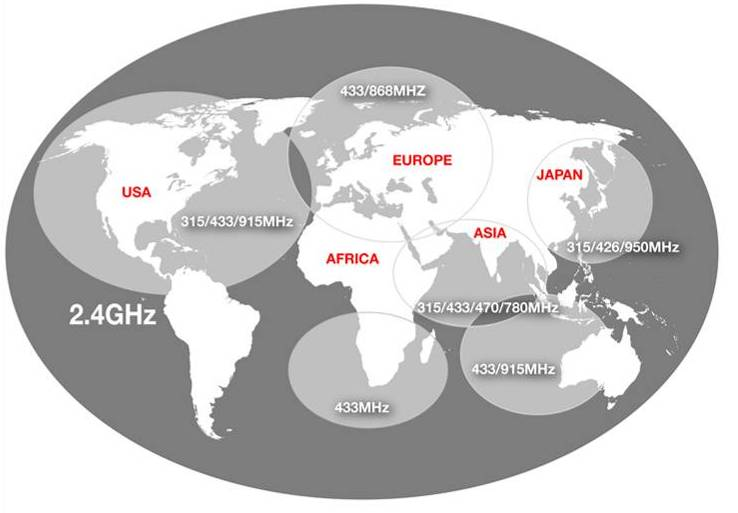 433/868MHZ
EUROPE
JAPAN
USA
315/433/915MHz
ASIA
315/426/950MHz
AFRICA
2.4GHz
315/433/470/780MHz
433/915MHz
433MHz